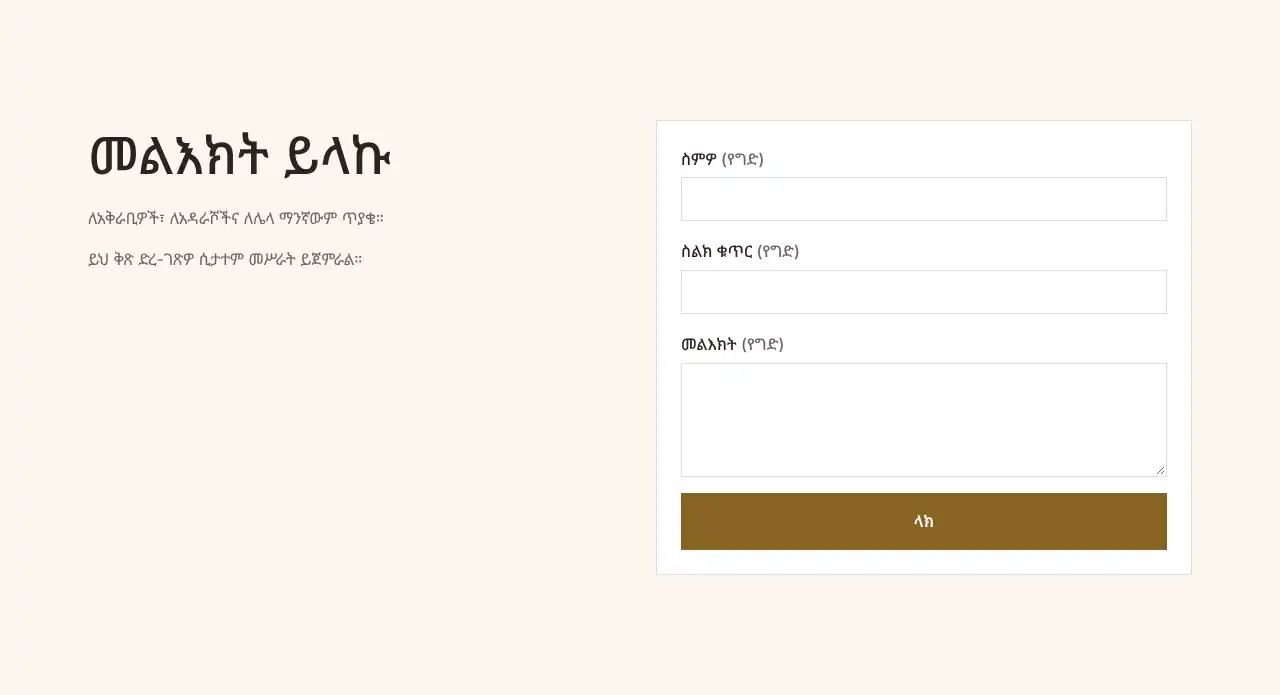 መልእክት ይላኩ
ለአቅራቢዎች፣ ለአዳራሾችና ለሌላ ማንኛውም ጥያቄ።
ይህ ቅጽ ድረ-ገጽዎ ሲታተም መሥራት ይጀምራል።
ስምዎ (የግድ)
ስልክ ቁጥር (የግድ)
መልእክት (የግድ)
ላክ